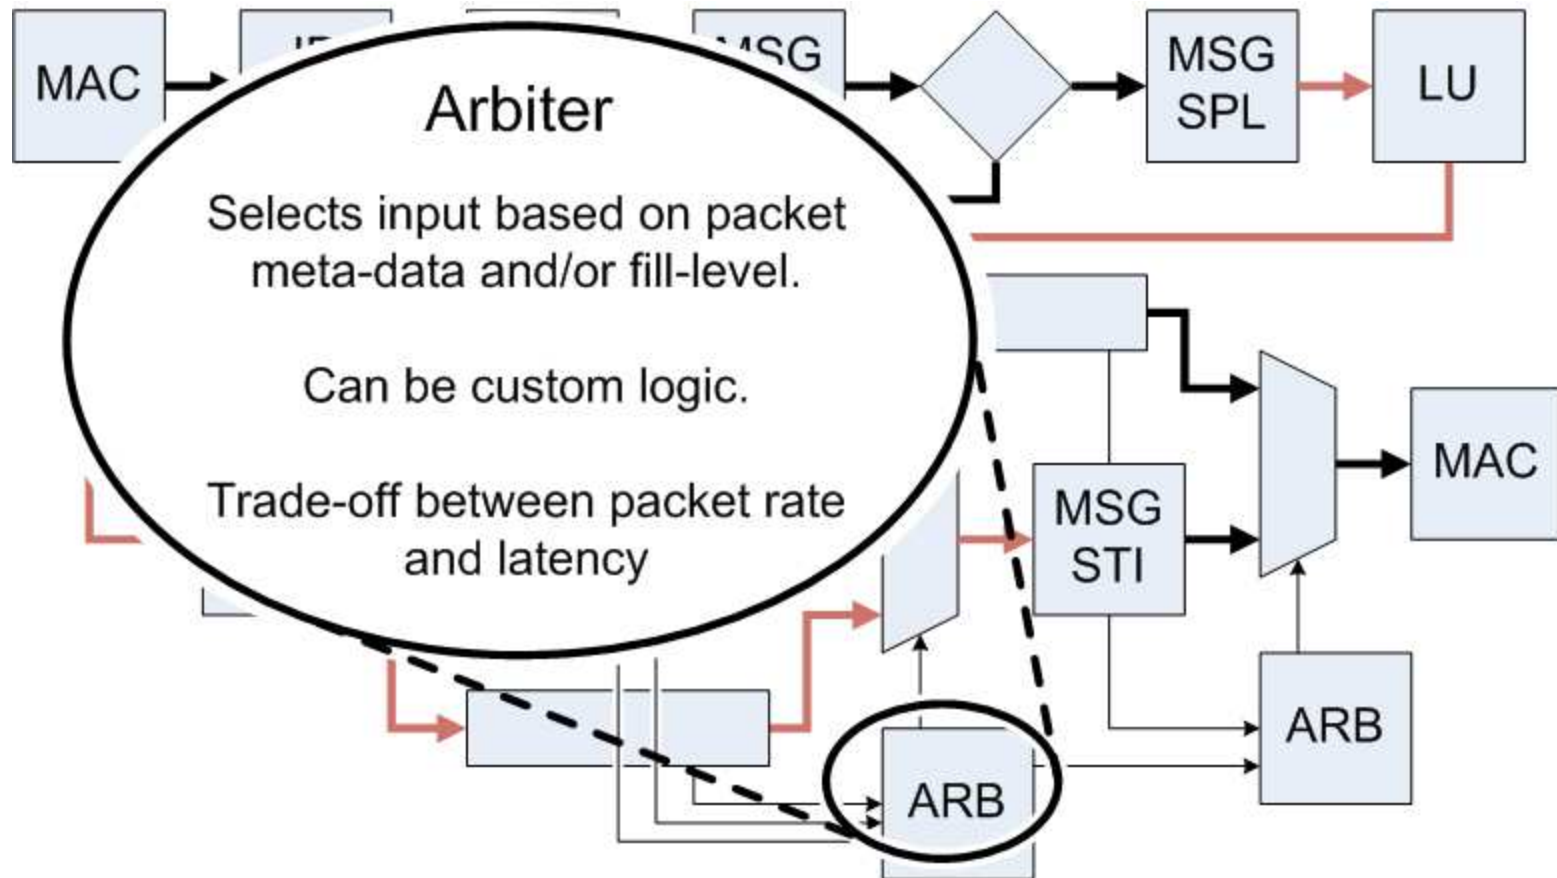 MAC
MSG
MSG
SPL
LU
Arbiter
Selects input based on packet
meta-data and/or fill-level.
Can be custom logic.
Trade-off between packet rate
and latency
MSG
STI
MAC
ARB
ARB